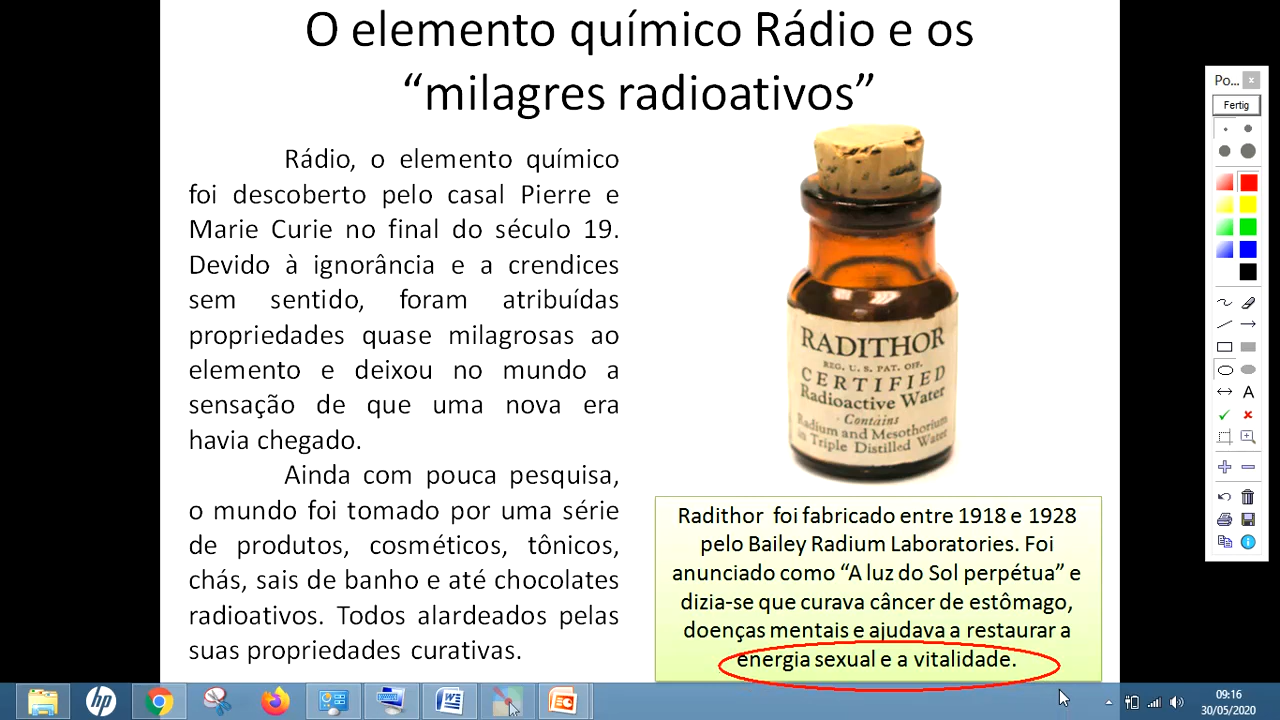 O elemento químico Rádio e os
“milagres radioativos”
Rádio, o elemento químico
foi descoberto pelo casal Pierre e
Marie Curie no final do século 19.
Devido à ignorância e a crendices
sem sentido, foram atribuídas
propriedades quase milagrosas ao
elemento e deixou no mundo a
sensação de que uma nova era
havia chegado.
Ainda com pouca pesquisa,
o mundo foi tomado por uma série
de produtos, cosméticos, tônicos,
chás, sais de banho e até chocolates
radioativos. Todos alardeados pelas
suas propriedades curativas.
RADITHOR
REG. U. S. PAT. OFF.
CERTIFIED
Radioactive Water
Contains
Radium and Mesothorium
in Triple Distilled Water
Radithor foi fabricado entre 1918 e 1928
pelo Bailey Radium Laboratories. Foi
anunciado como “A luz do Sol perpétua” e
dizia-se que curava câncer de estômago,
doenças mentais e ajudava a restaurar a
energia sexual e a vitalidade.
Po...
Fertig
A
hp
09:16
30/05/2020